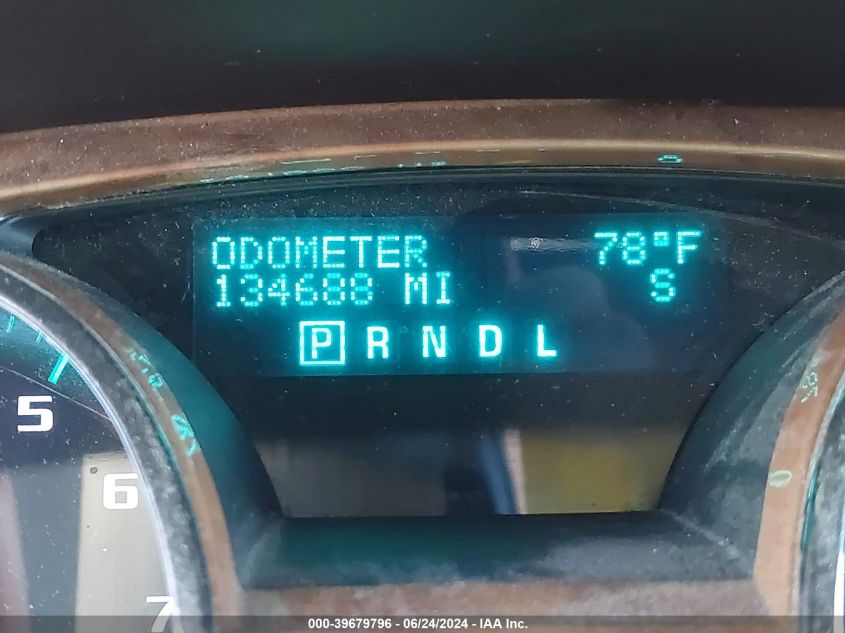 ODOMETER 78°F
134688 MI S
P R N D L
5
6
7
000-39679796 - 06/24/2024 - IAA Inc.